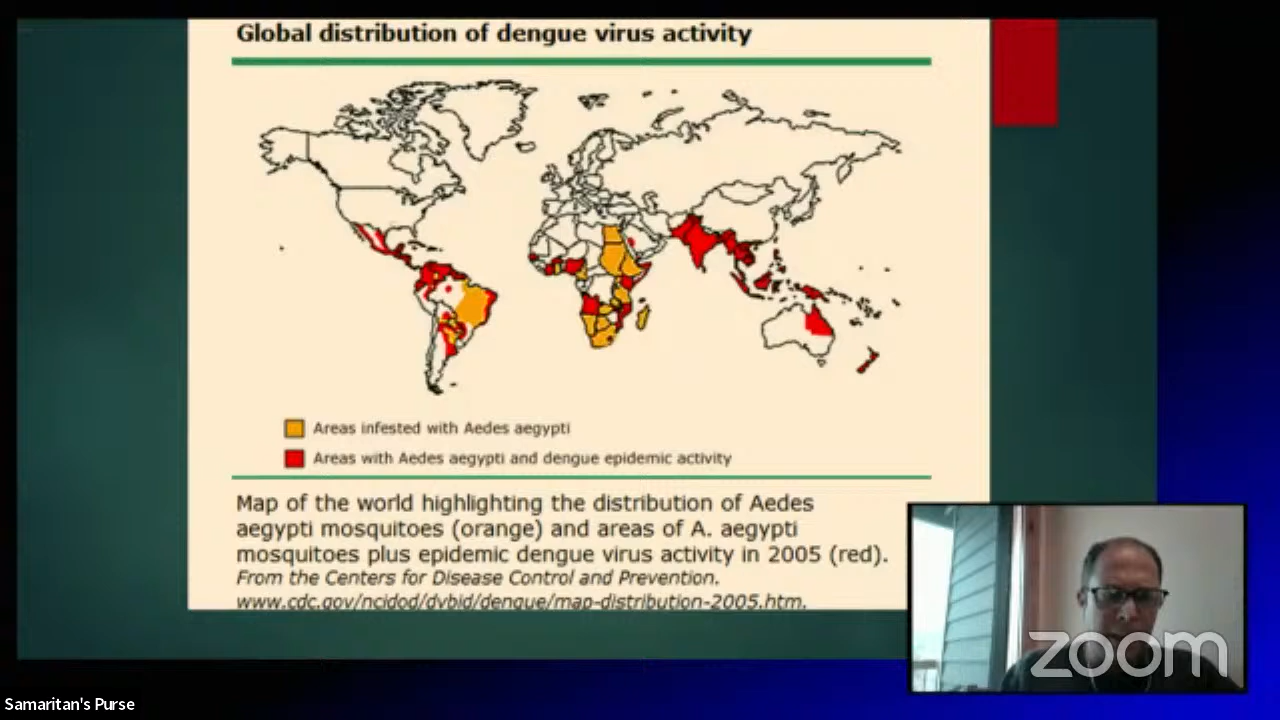 Global distribution of dengue virus activity
Areas infested with Aedes aegypti
Areas with Aedes aegypti and dengue epidemic activity
Map of the world highlighting the distribution of Aedes
aegypti mosquitoes (orange) and areas of A. aegypti
mosquitoes plus epidemic dengue virus activity in 2005 (red).
From the Centers for Disease Control and Prevention.
www.cdc.gov/ncidod/dvbid/dengue/map-distribution-2005.htm.
zoom
Samaritan's Purse